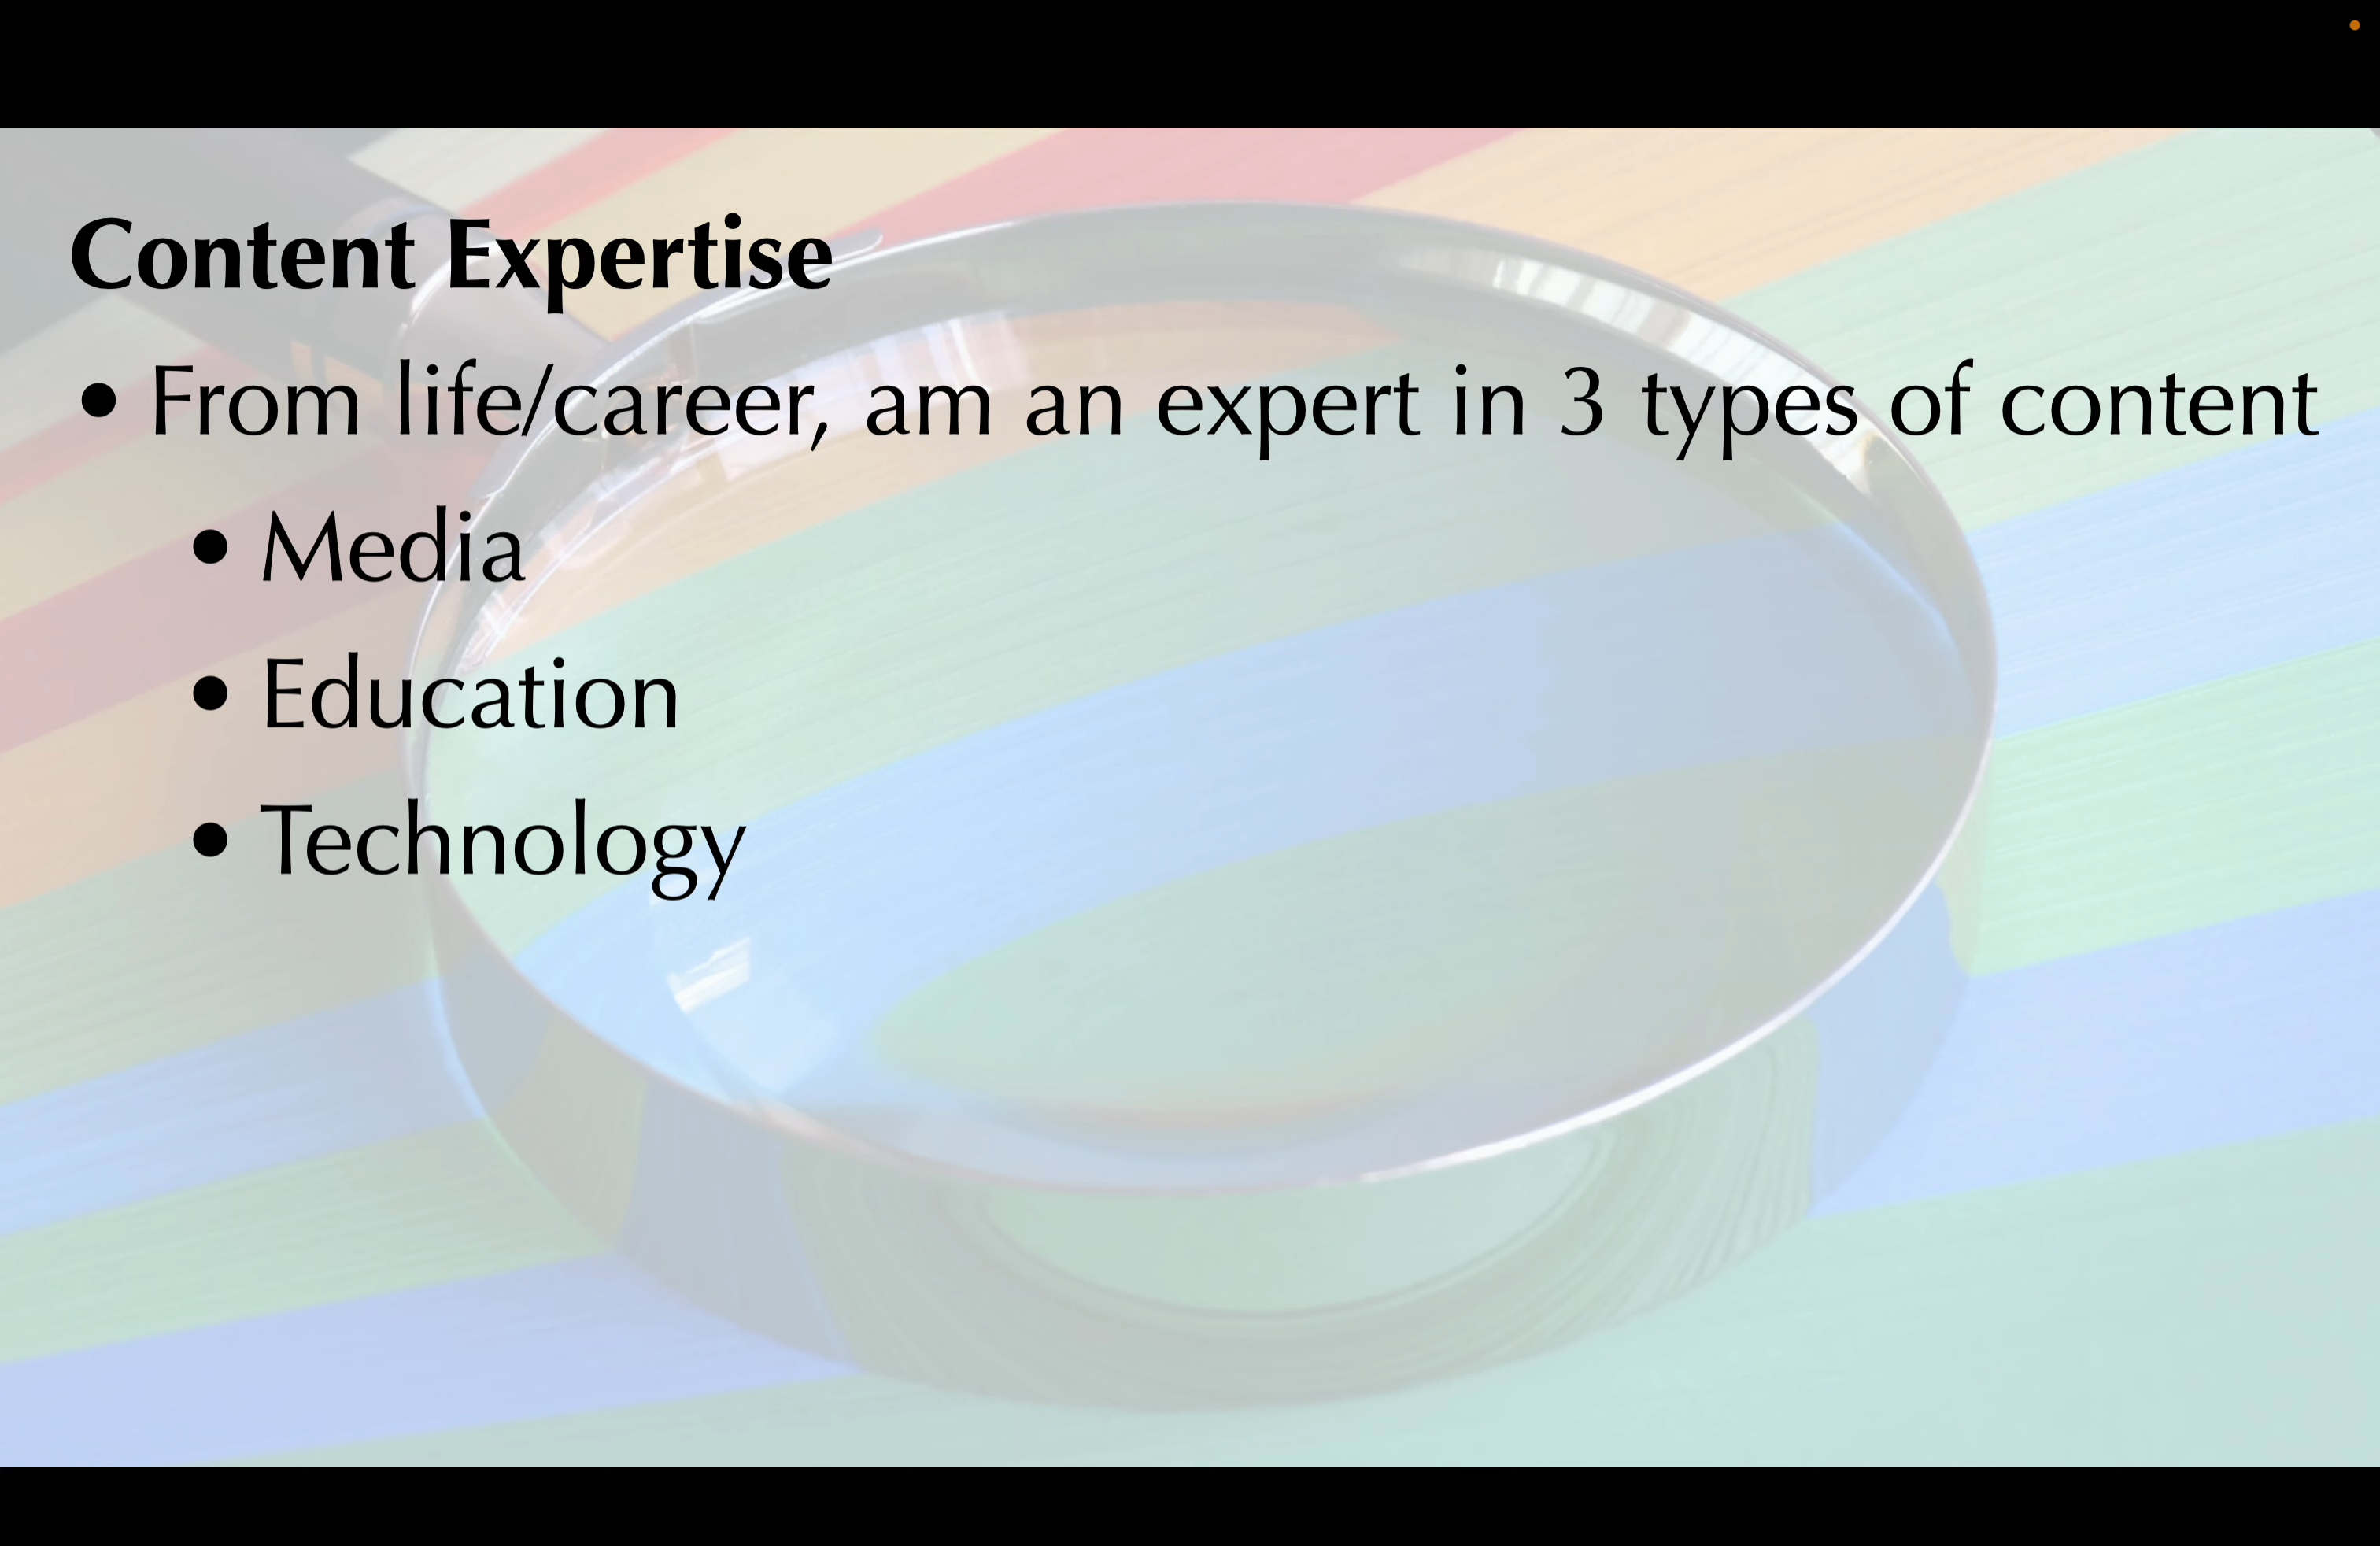 Content Expertise
• From life/career, am an expert in 3 types of content
• Media
• Education
• Technology